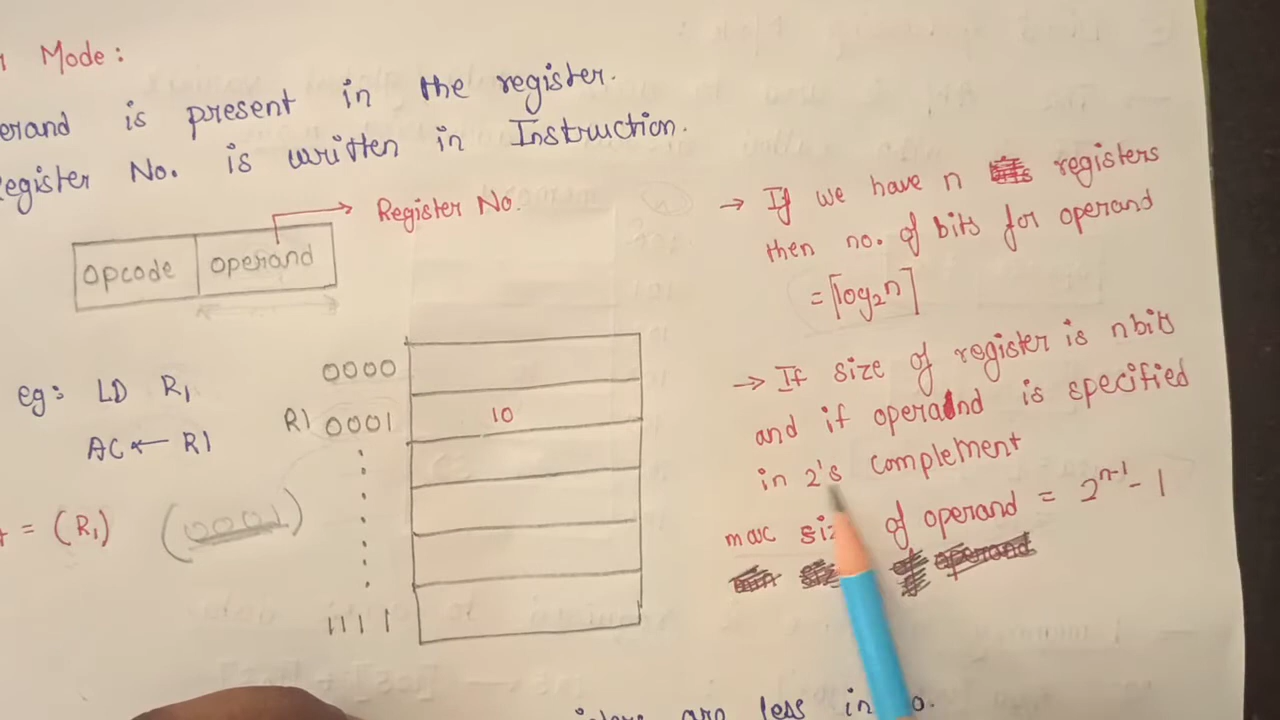 Mode:
is present in the register.
Register No. is written in Instruction.
Register No.
opcode operand
eg: LD R1
AC ← R1
= (R1) (0001)
0000
R1 0001 10
1111
→ If we have n registers
then no. of bits for operand
= ⌈log₂n⌉
→ If size of register is n bits
and if operand is specified
in 2's complement
max of operand = 2ⁿ⁻¹ - 1
are less in